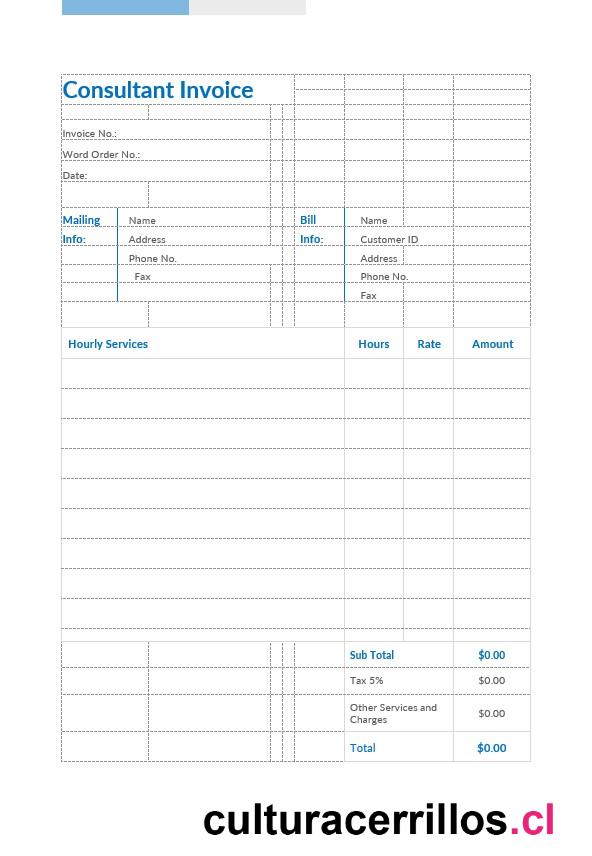 Consultant Invoice
Invoice No.:
Word Order No.:
Date:
Mailing Info:
Name
Address
Phone No.
Fax
Bill Info:
Name
Customer ID
Address
Phone No.
Fax
Hourly Services Hours Rate Amount
Sub Total $0.00
Tax 5% $0.00
Other Services and
Charges $0.00
Total $0.00
culturacerrillos.cl